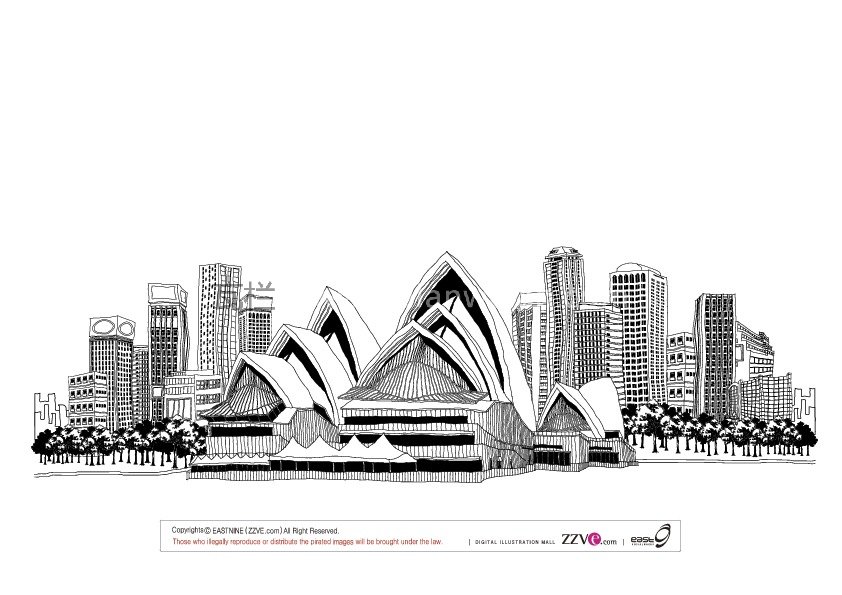 Copyrights© EASTNINE (ZZVE.com) All Right Reserved.
Those who illegally reproduce or distribute the pirated images will be brought under the law.
| DIGITAL ILLUSTRATION MALL ZZVe.com | east9